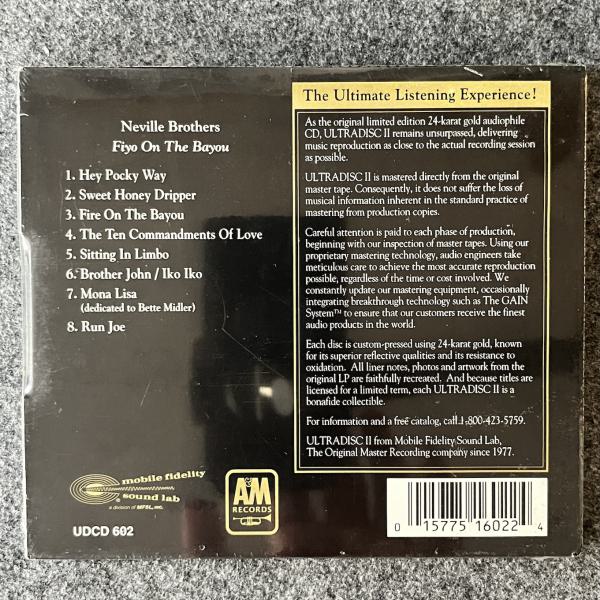 Neville Brothers
Fiyo On The Bayou
1. Hey Pocky Way
2. Sweet Honey Dripper
3. Fire On The Bayou
4. The Ten Commandments Of Love
5. Sitting In Limbo
6. Brother John / Iko Iko
7. Mona Lisa
(dedicated to Bette Midler)
8. Run Joe
mobile fidelity
sound lab
a division of MFSL, inc.
UDCD 602
A&M
RECORDS
The Ultimate Listening Experience!
As the original limited edition 24-karat gold audiophile
CD, ULTRADISC II remains unsurpassed, delivering
music reproduction as close to the actual recording session
as possible.
ULTRADISC II is mastered directly from the original
master tape. Consequently, it does not suffer the loss of
musical information inherent in the standard practice of
mastering from production copies.
Careful attention is paid to each phase of production,
beginning with our inspection of master tapes. Using our
proprietary mastering technology, audio engineers take
meticulous care to achieve the most accurate reproduction
possible, regardless of the time or cost involved. We
constantly update our mastering equipment, occasionally
integrating breakthrough technology such as The GAIN
System™ to ensure that our customers receive the finest
audio products in the world.
Each disc is custom-pressed using 24-karat gold, known
for its superior reflective qualities and its resistance to
oxidation. All liner notes, photos and artwork from the
original LP are faithfully recreated. And because titles are
licensed for a limited term, each ULTRADISC II is a
bonafide collectible.
For information and a free catalog, call 1-800-423-5759.
ULTRADISC II from Mobile Fidelity Sound Lab,
The Original Master Recording company since 1977.
0 15775 16022 4